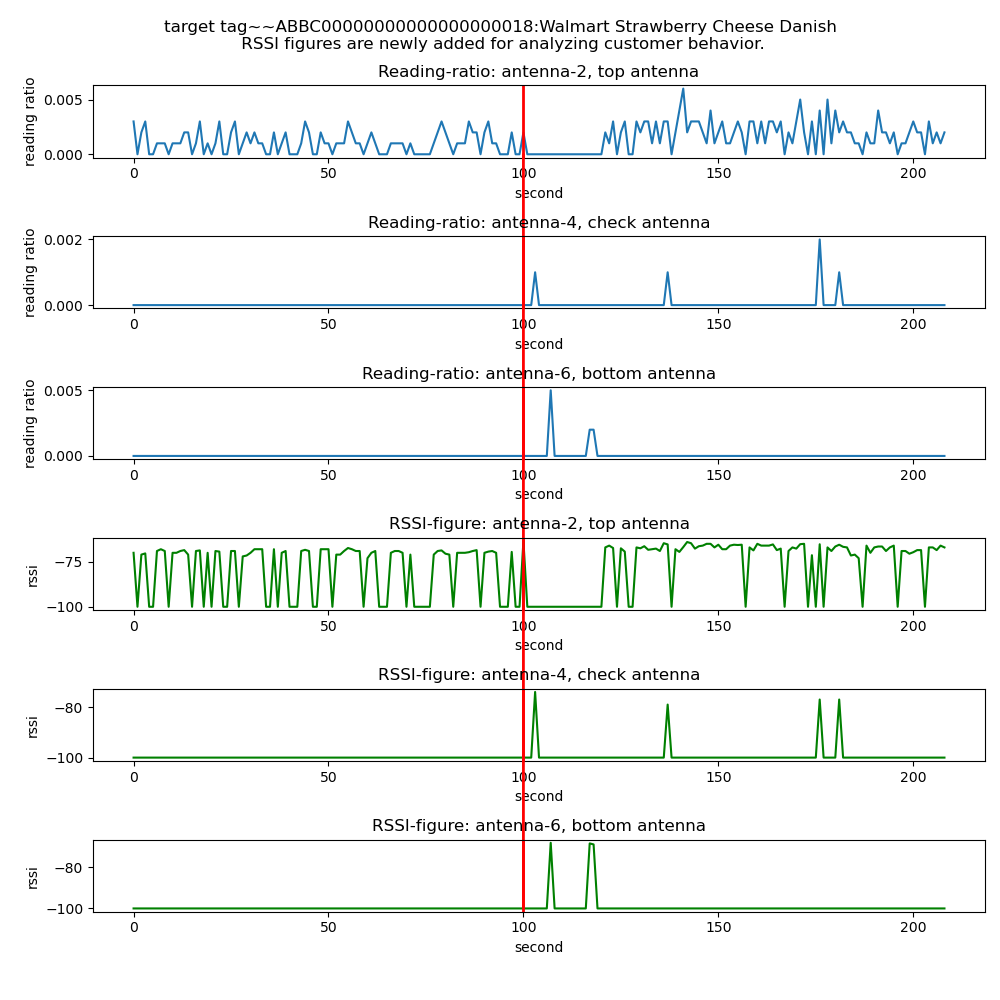 target tag~~ABBC00000000000000000018:Walmart Strawberry Cheese Danish
RSSI figures are newly added for analyzing customer behavior.
Reading-ratio: antenna-2, top antenna
reading ratio
0.005
0.000
0 50 100 150 200
second
Reading-ratio: antenna-4, check antenna
reading ratio
0.002
0.000
0 50 100 150 200
second
Reading-ratio: antenna-6, bottom antenna
reading ratio
0.005
0.000
0 50 100 150 200
second
RSSI-figure: antenna-2, top antenna
rssi
−75
−100
0 50 100 150 200
second
RSSI-figure: antenna-4, check antenna
rssi
−80
−100
0 50 100 150 200
second
RSSI-figure: antenna-6, bottom antenna
rssi
−80
−100
0 50 100 150 200
second